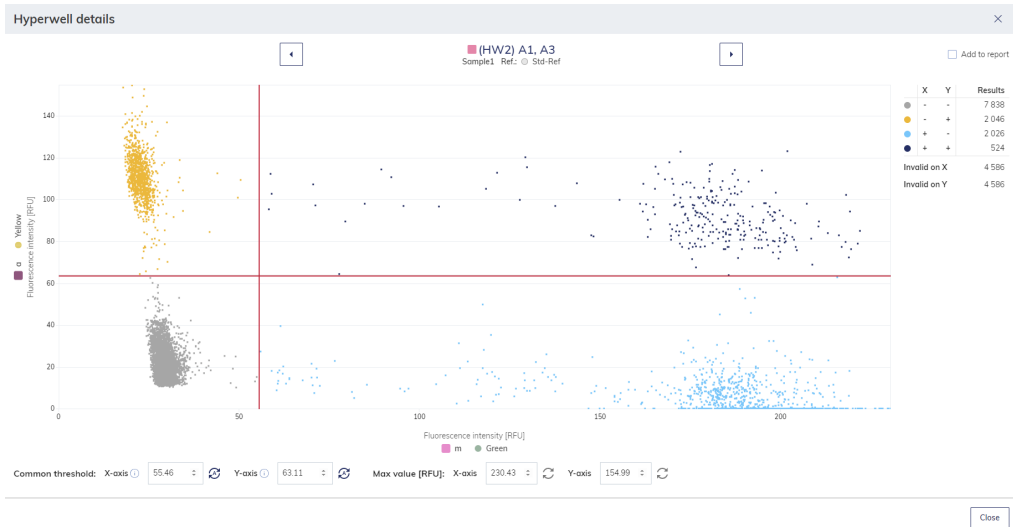 Hyperwell details
(HW2) A1, A3
Sample1 Ref.: Std-Ref
Add to report
X Y Results
- - 7 838
- + 2 046
+ - 2 026
+ + 524
Invalid on X 4 586
Invalid on Y 4 586
α Yellow
Fluorescence intensity [RFU]
140
120
100
80
60
40
20
0
0 50 100 150 200
Fluorescence intensity [RFU]
m Green
Common threshold: X-axis 55.46 Y-axis 63.11 Max value [RFU]: X-axis 230.43 Y-axis 154.99
Close